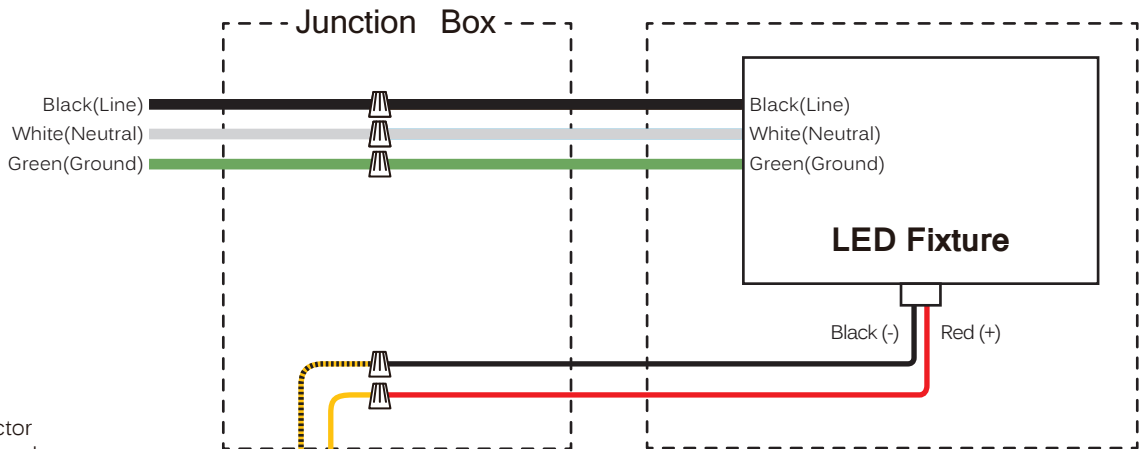 Junction Box
Black(Line)
White(Neutral)
Green(Ground)
Black(Line)
White(Neutral)
Green(Ground)
LED Fixture
Black (-)
Red (+)